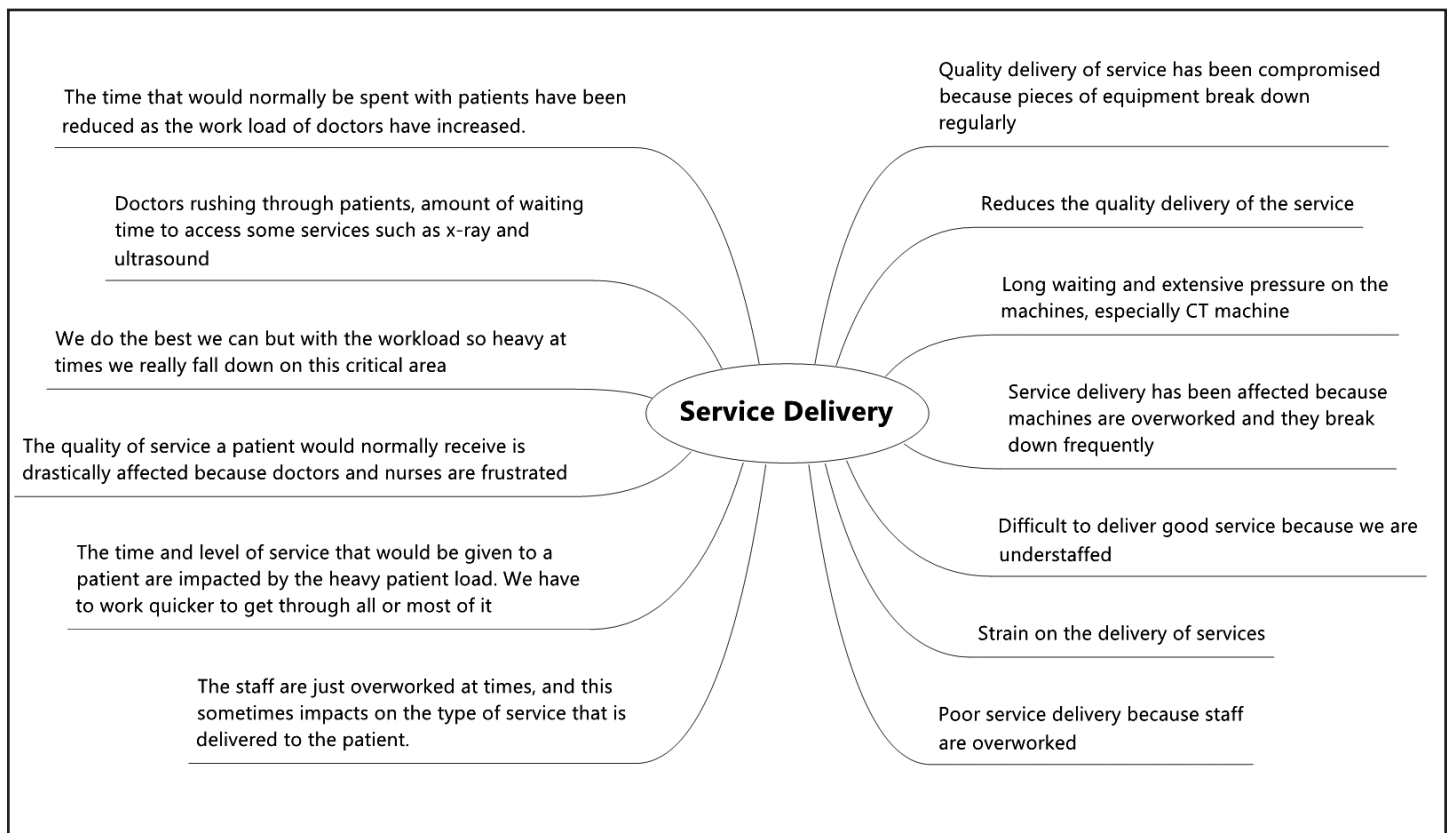 The time that would normally be spent with patients have been
reduced as the work load of doctors have increased.
Doctors rushing through patients, amount of waiting
time to access some services such as x-ray and
ultrasound
We do the best we can but with the workload so heavy at
times we really fall down on this critical area
The quality of service a patient would normally receive is
drastically affected because doctors and nurses are frustrated
The time and level of service that would be given to a
patient are impacted by the heavy patient load. We have
to work quicker to get through all or most of it
The staff are just overworked at times, and this
sometimes impacts on the type of service that is
delivered to the patient.
Service Delivery
Quality delivery of service has been compromised
because pieces of equipment break down
regularly
Reduces the quality delivery of the service
Long waiting and extensive pressure on the
machines, especially CT machine
Service delivery has been affected because
machines are overworked and they break
down frequently
Difficult to deliver good service because we are
understaffed
Strain on the delivery of services
Poor service delivery because staff
are overworked